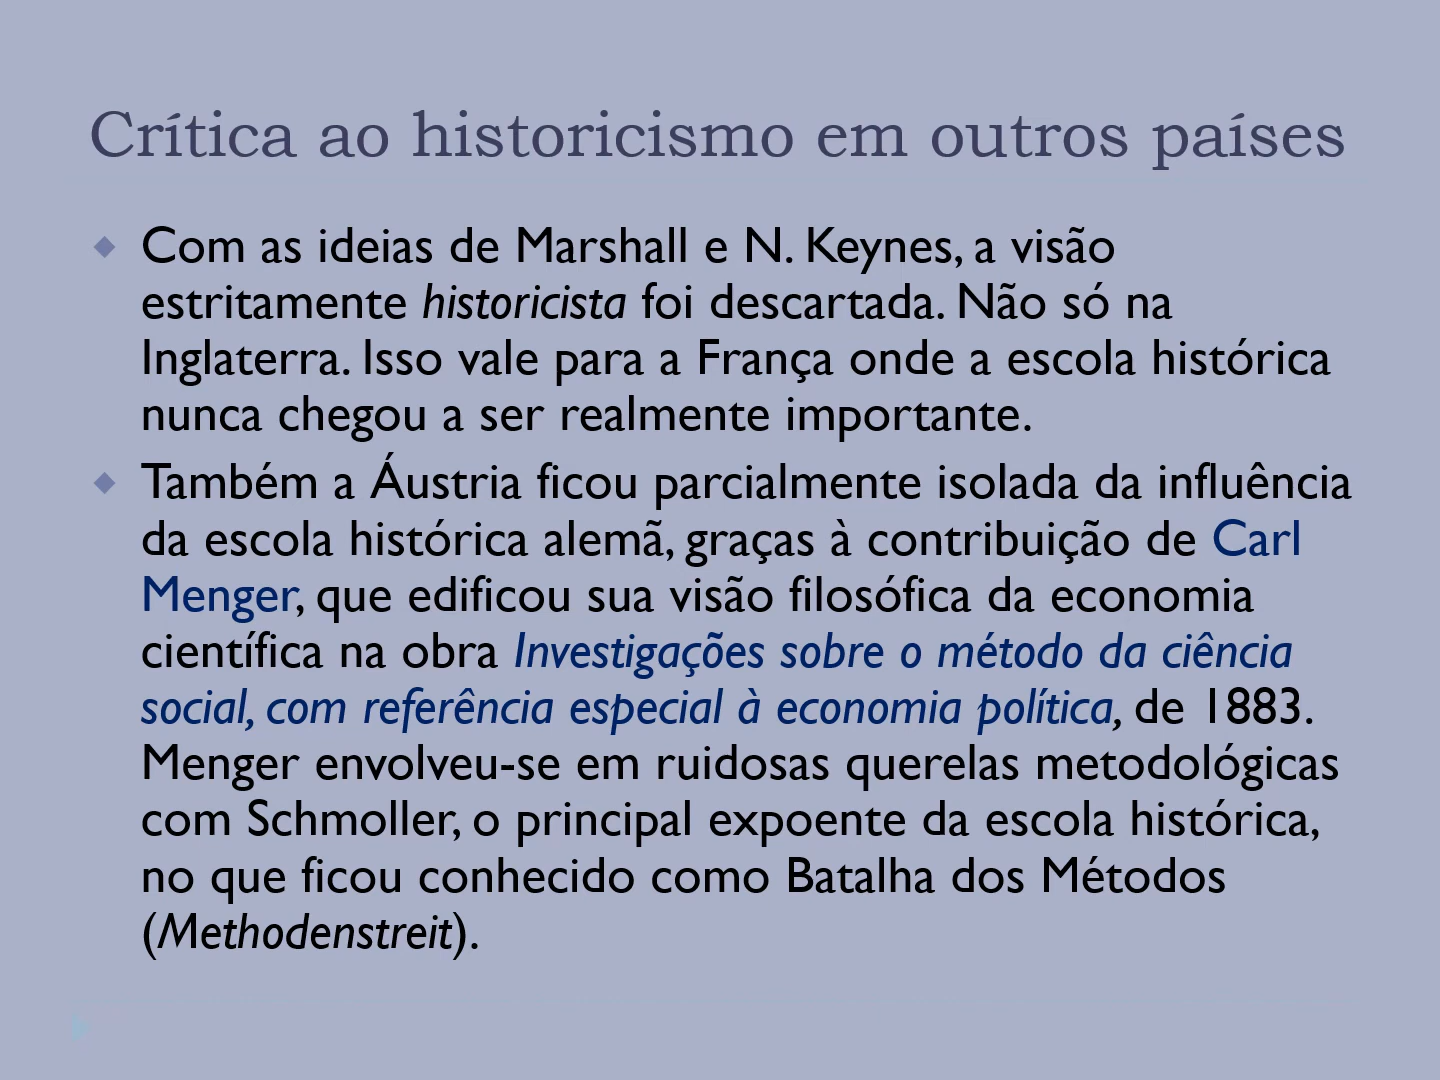 Crítica ao historicismo em outros países
Com as ideias de Marshall e N. Keynes, a visão
estritamente historicista foi descartada. Não só na
Inglaterra. Isso vale para a França onde a escola histórica
nunca chegou a ser realmente importante.
Também a Áustria ficou parcialmente isolada da influência
da escola histórica alemã, graças à contribuição de Carl
Menger, que edificou sua visão filosófica da economia
científica na obra Investigações sobre o método da ciência
social, com referência especial à economia política, de 1883.
Menger envolveu-se em ruidosas querelas metodológicas
com Schmoller, o principal expoente da escola histórica,
no que ficou conhecido como Batalha dos Métodos
(Methodenstreit).